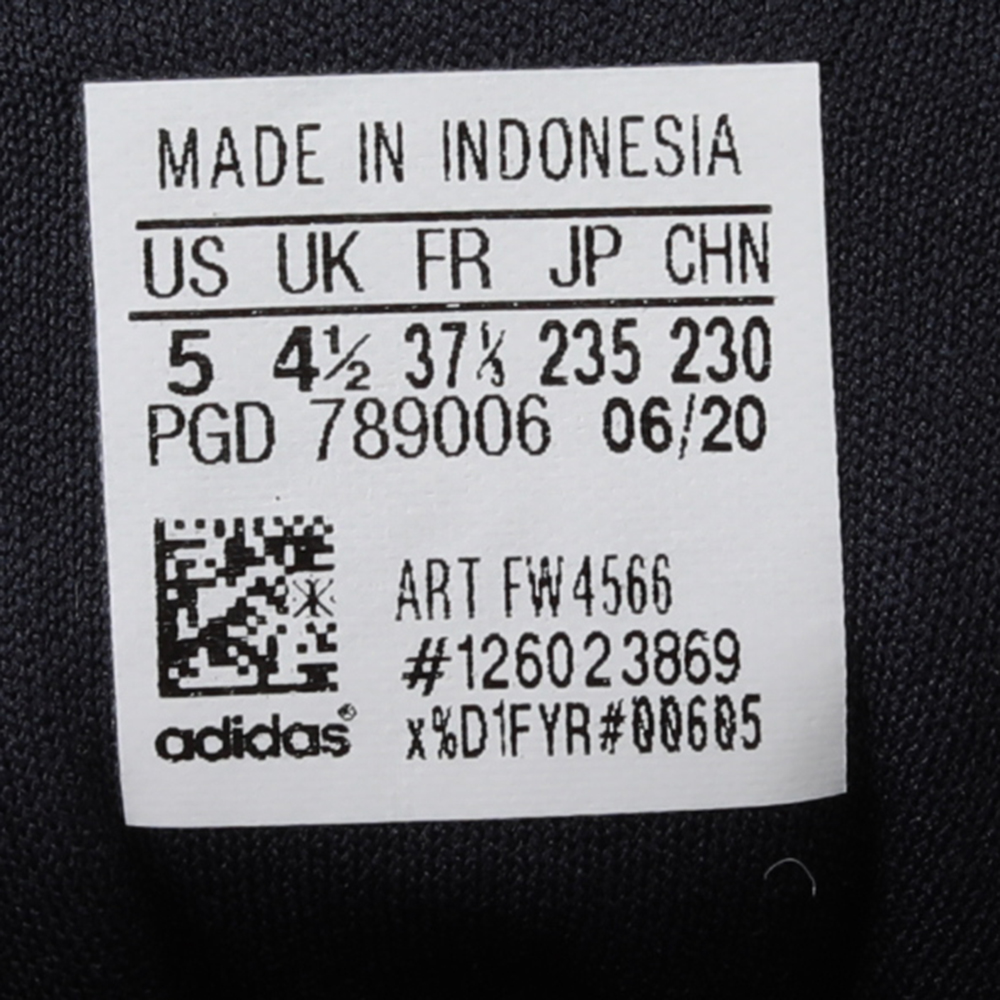 MADE IN INDONESIA
US UK FR JP CHN
5 4½ 37⅓ 235 230
PGD 789006 06/20
ART FW4566
#126023869
adidas® x%D1FYR#00605